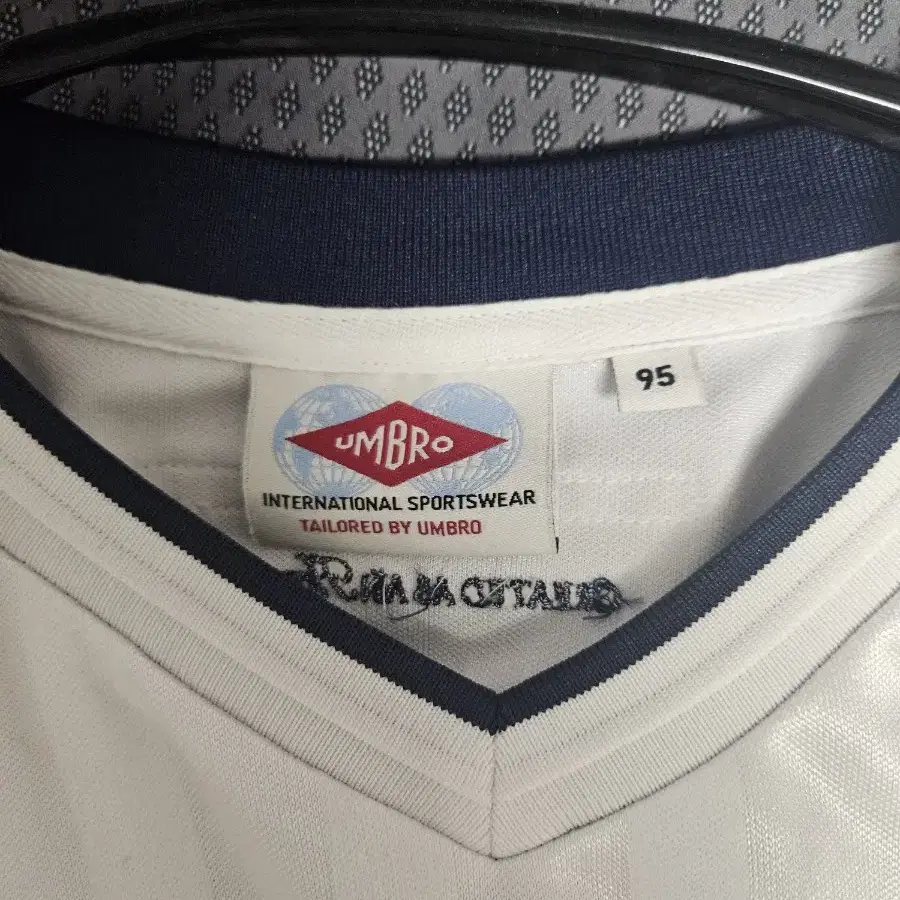 UMBRO
INTERNATIONAL SPORTSWEAR
TAILORED BY UMBRO
95